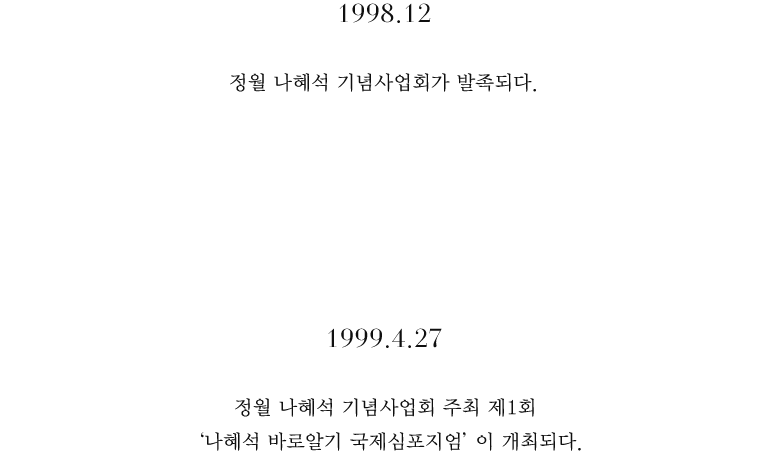 1998.12
정월 나혜석 기념사업회가 발족되다.
1999.4.27
정월 나혜석 기념사업회 주최 제1회
‘나혜석 바로알기 국제심포지엄’ 이 개최되다.